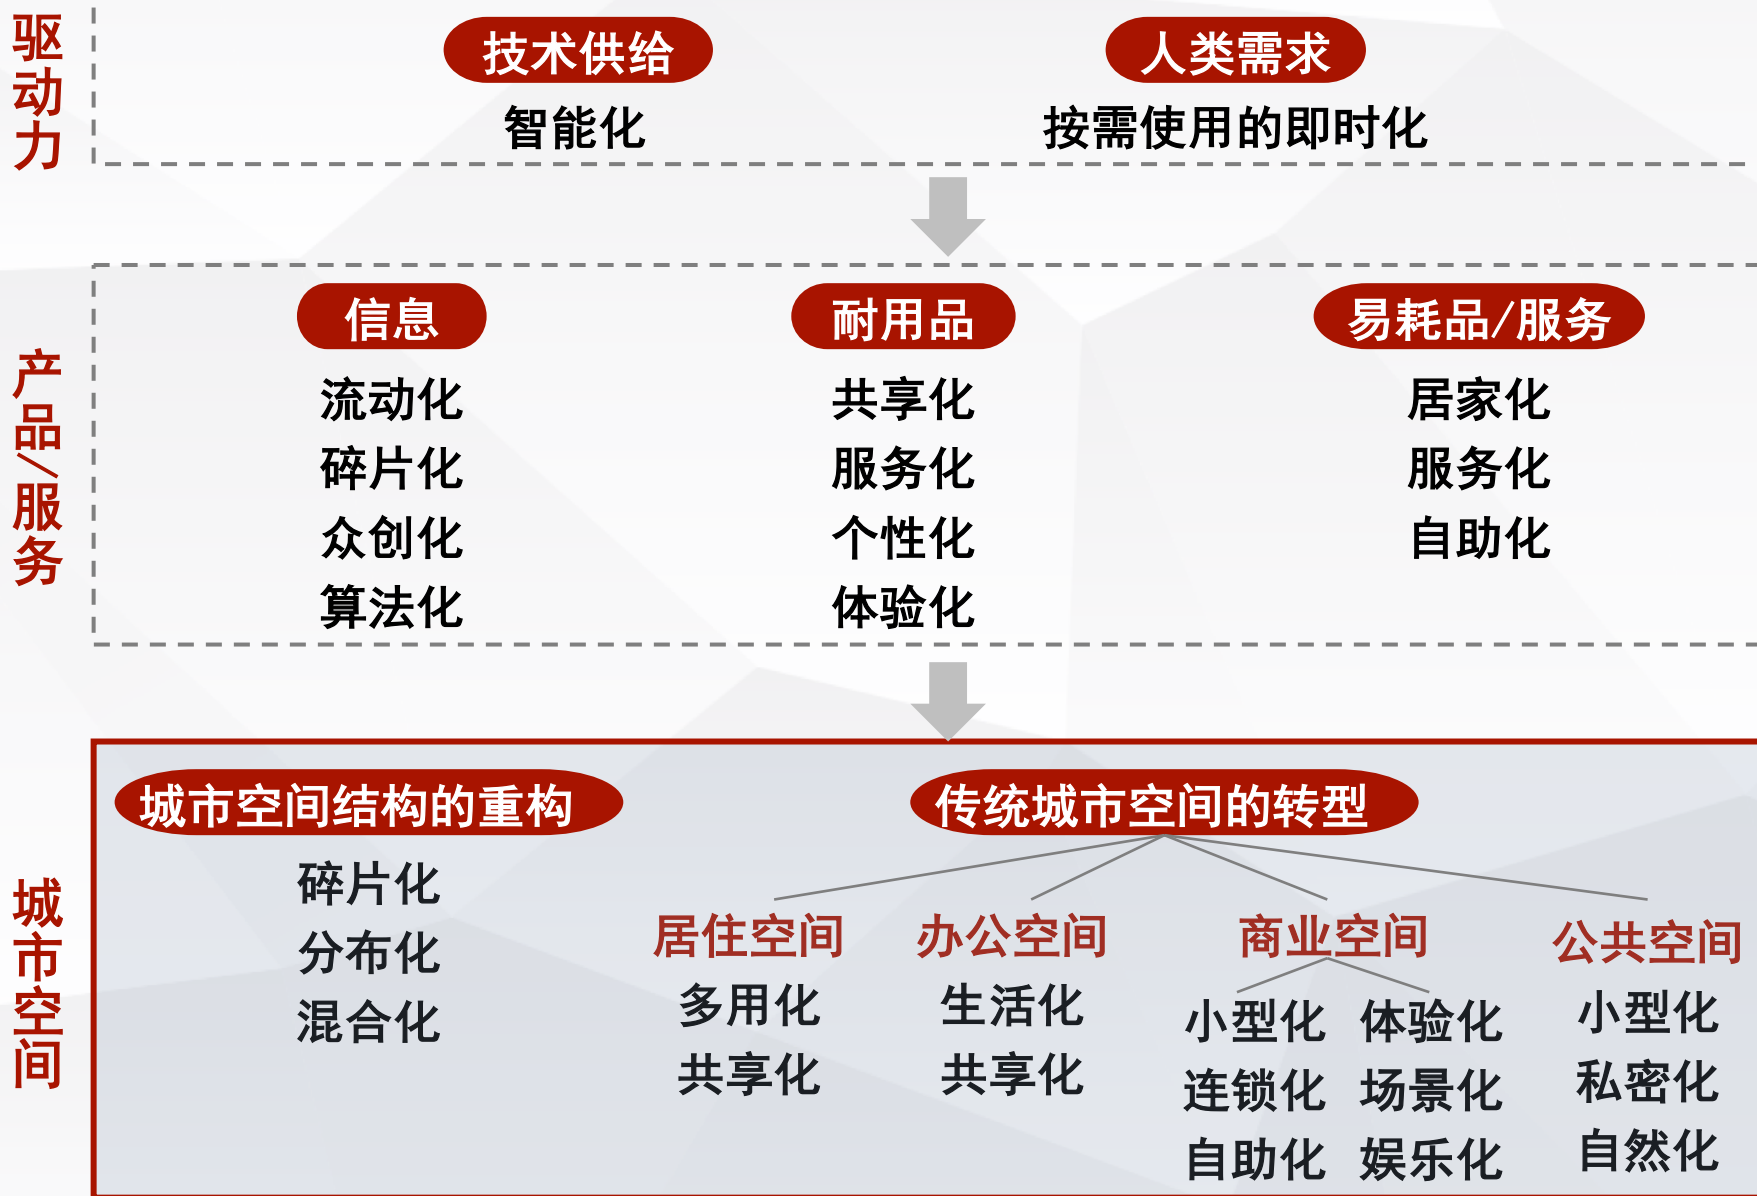 驱动力
技术供给
人类需求
智能化
按需使用的即时化
产品/服务
信息
流动化
碎片化
众创化
算法化
耐用品
共享化
服务化
个性化
体验化
易耗品/服务
居家化
服务化
自助化
城市空间
城市空间结构的重构
碎片化
分布化
混合化
传统城市空间的转型
居住空间
多用化
共享化
办公空间
生活化
共享化
商业空间
小型化
连锁化
自助化
体验化
场景化
娱乐化
公共空间
小型化
私密化
自然化